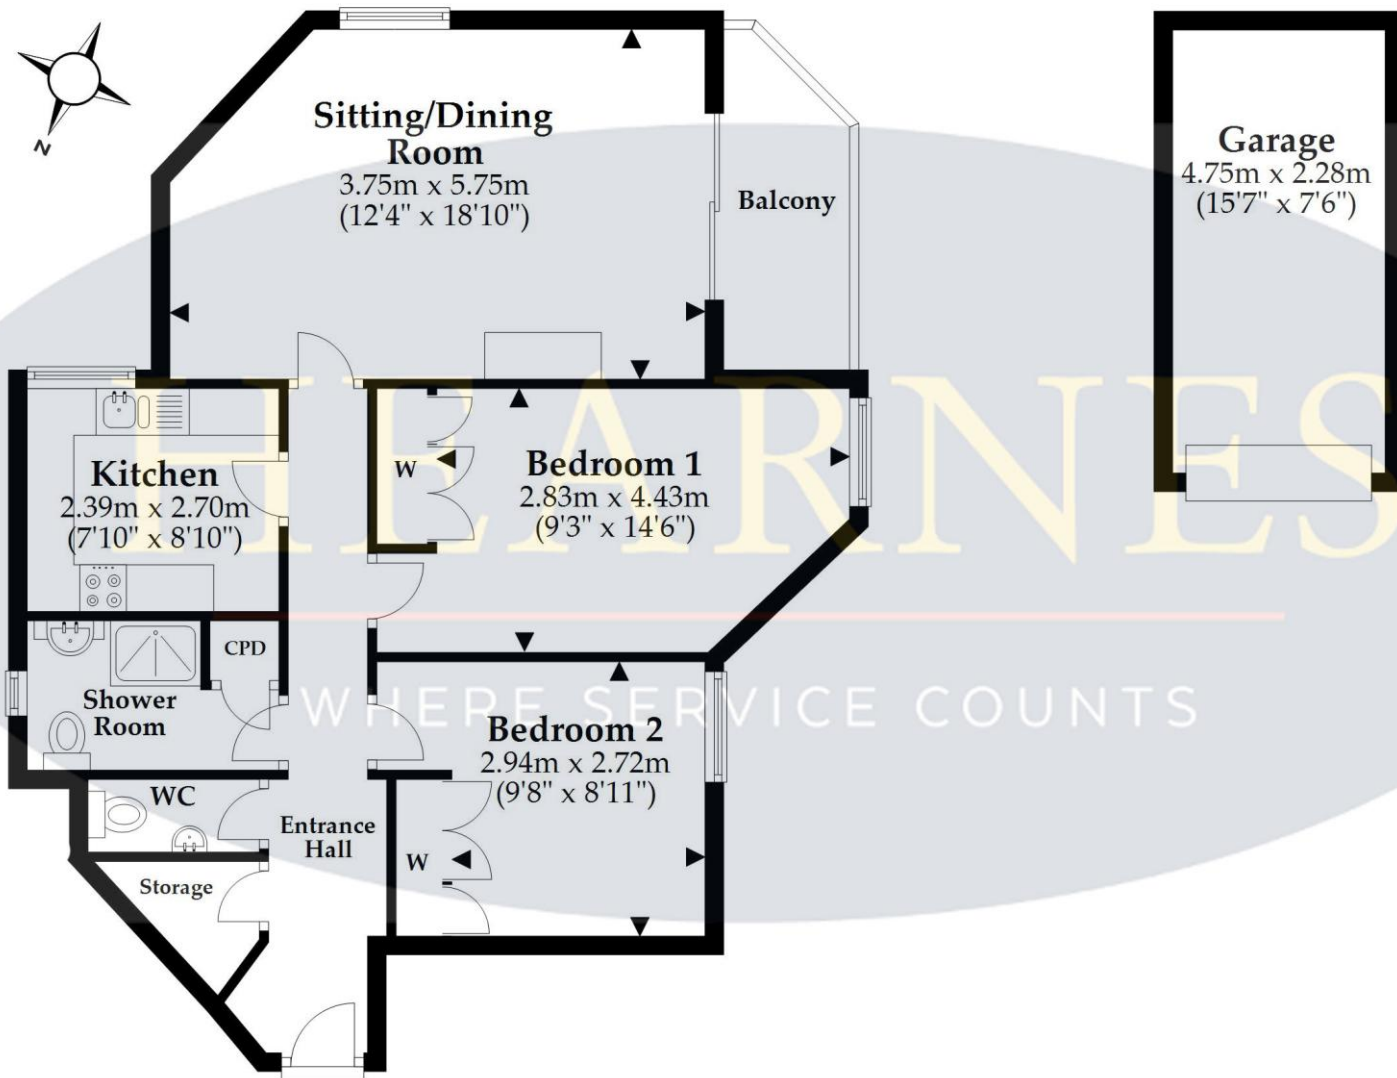 N
Sitting/Dining
Room
3.75m x 5.75m
(12'4" x 18'10")
Balcony
Garage
4.75m x 2.28m
(15'7" x 7'6")
HEARNES
Kitchen
2.39m x 2.70m
(7'10" x 8'10")
W
Bedroom 1
2.83m x 4.43m
(9'3" x 14'6")
CPD
Shower
Room
WHERE SERVICE COUNTS
Bedroom 2
2.94m x 2.72m
(9'8" x 8'11")
WC
Entrance
Hall
W
Storage